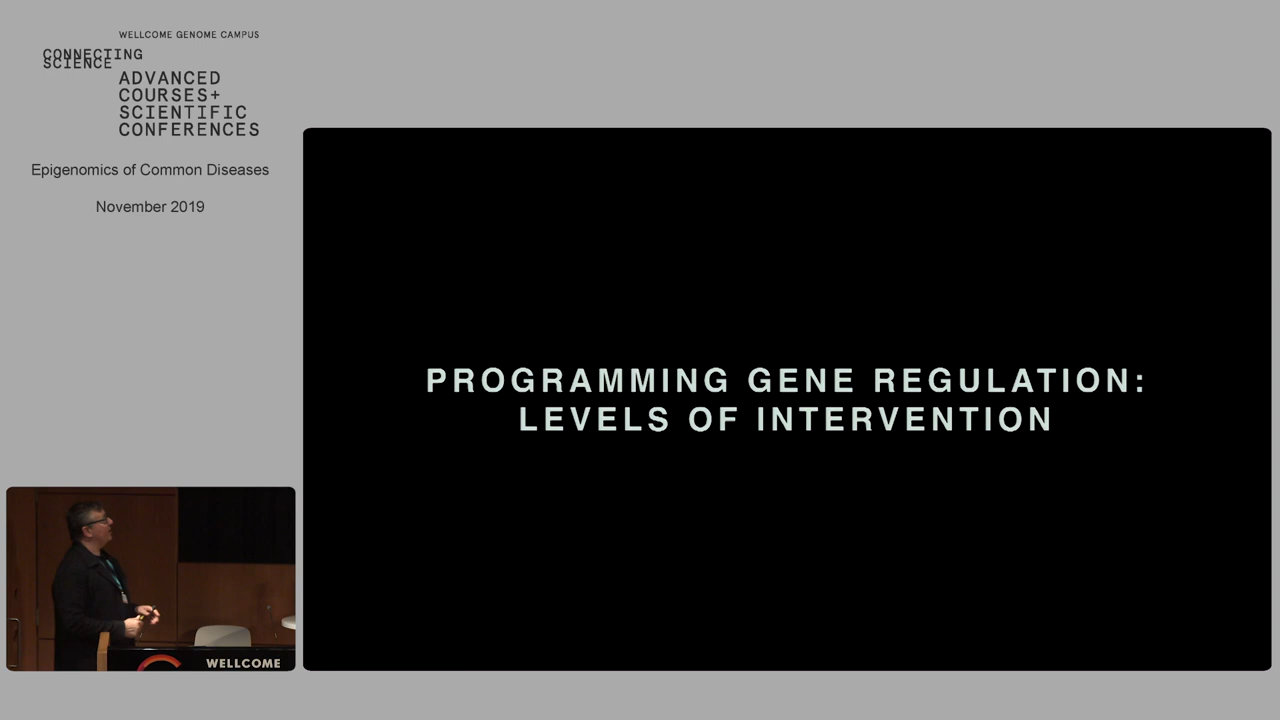 WELLCOME GENOME CAMPUS
CONNECTING
SCIENCE
ADVANCED
COURSES+
SCIENTIFIC
CONFERENCES
Epigenomics of Common Diseases
November 2019
PROGRAMMING GENE REGULATION:
LEVELS OF INTERVENTION
WELLCOME